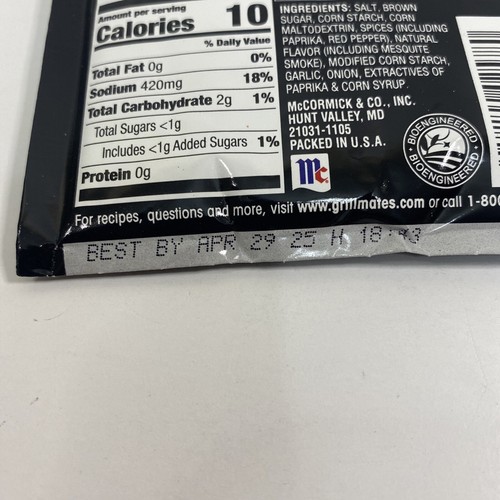 Amount per serving
Calories 10
% Daily Value
Total Fat 0g 0%
Sodium 420mg 18%
Total Carbohydrate 2g 1%
Total Sugars <1g
Includes <1g Added Sugars 1%
Protein 0g
INGREDIENTS: SALT, BROWN
SUGAR, CORN STARCH, CORN
MALTODEXTRIN, SPICES (INCLUDING
PAPRIKA, RED PEPPER), NATURAL
FLAVOR (INCLUDING MESQUITE
SMOKE), MODIFIED CORN STARCH,
GARLIC, ONION, EXTRACTIVES OF
PAPRIKA & CORN SYRUP.
McCORMICK & CO., INC.
HUNT VALLEY, MD
21031-1105
PACKED IN U.S.A.
Mc
BIOENGINEERED
BIOENGINEERED
For recipes, questions and more, visit www.grillmates.com or call 1-800
BEST BY APR 29 25 H 18